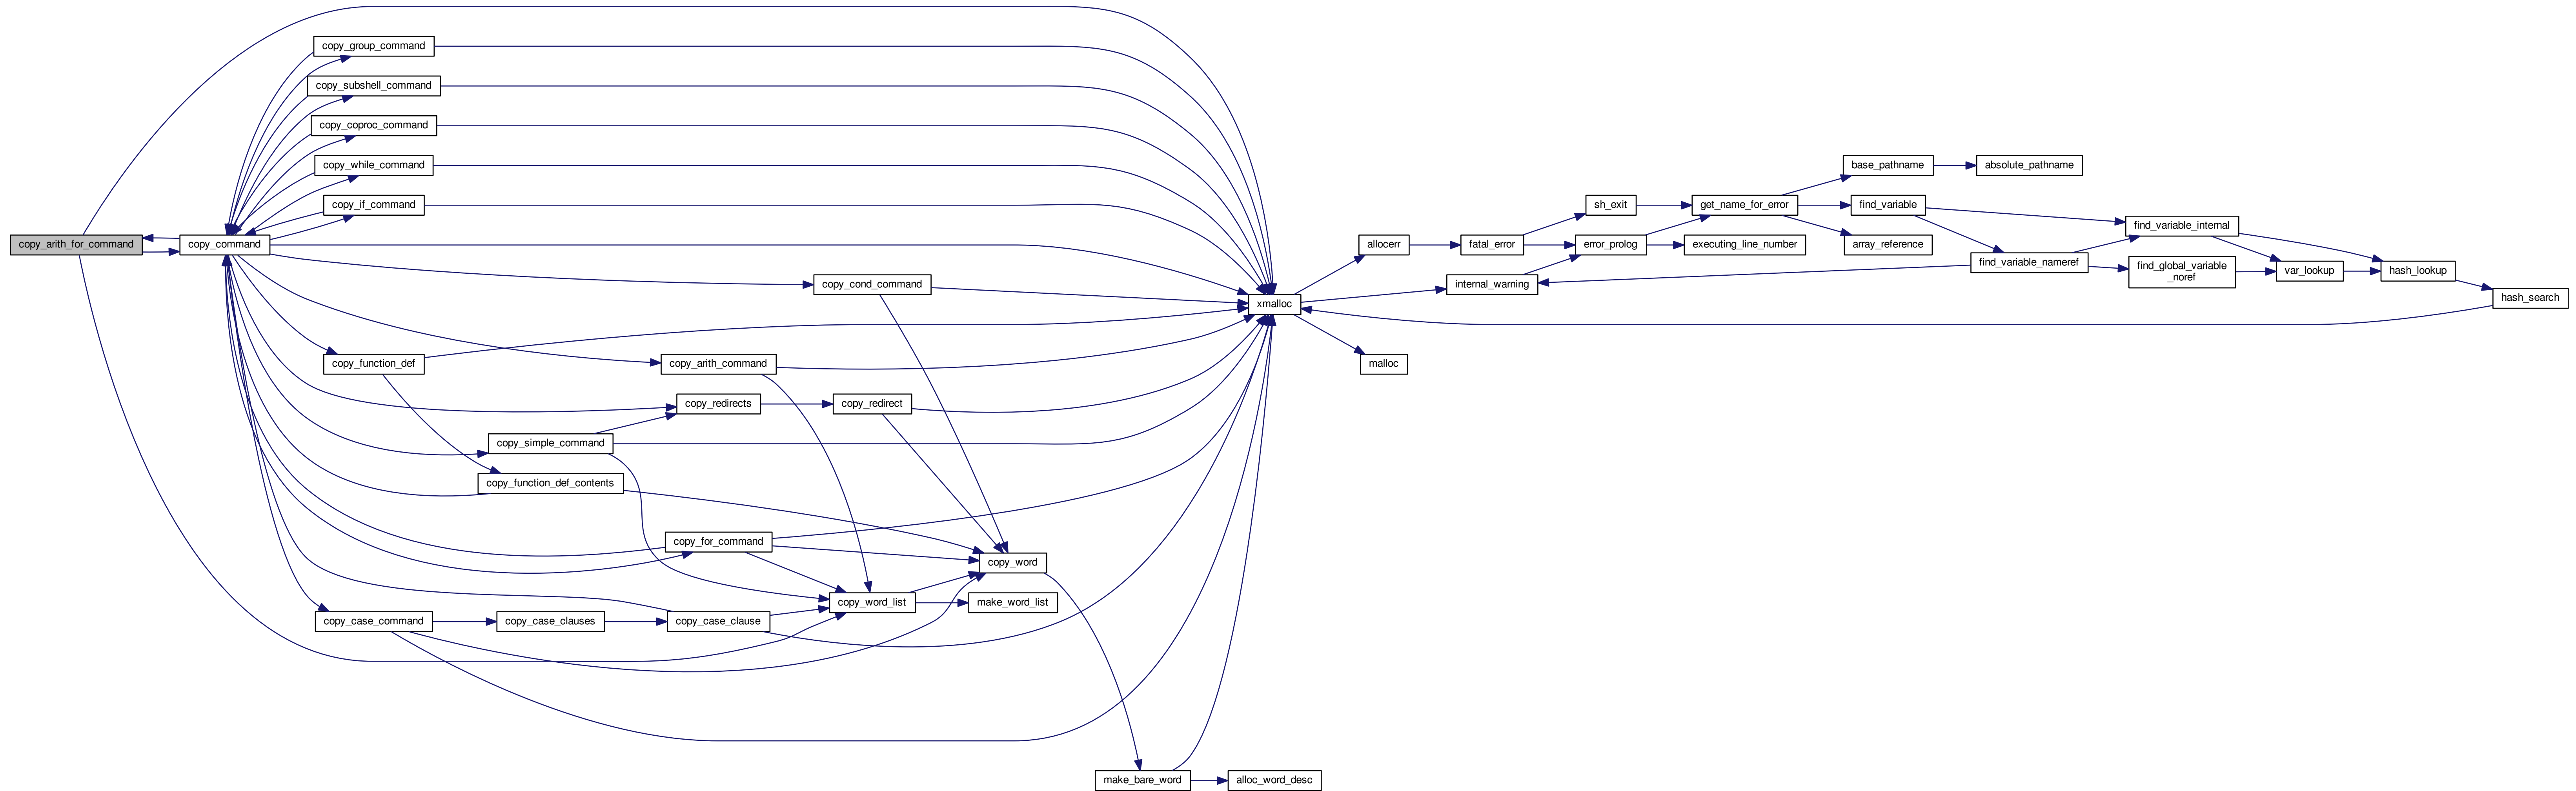 copy_group_command
copy_subshell_command
copy_coproc_command
copy_while_command
copy_if_command
copy_arith_for_command
copy_command
copy_cond_command
copy_function_def
copy_arith_command
copy_redirects
copy_redirect
copy_simple_command
copy_function_def_contents
copy_for_command
copy_word
copy_word_list
make_word_list
copy_case_command
copy_case_clauses
copy_case_clause
make_bare_word
alloc_word_desc
xmalloc
allocerr
malloc
internal_warning
fatal_error
sh_exit
error_prolog
get_name_for_error
executing_line_number
base_pathname
absolute_pathname
find_variable
array_reference
find_variable_nameref
find_variable_internal
find_global_variable
_noref
var_lookup
hash_lookup
hash_search